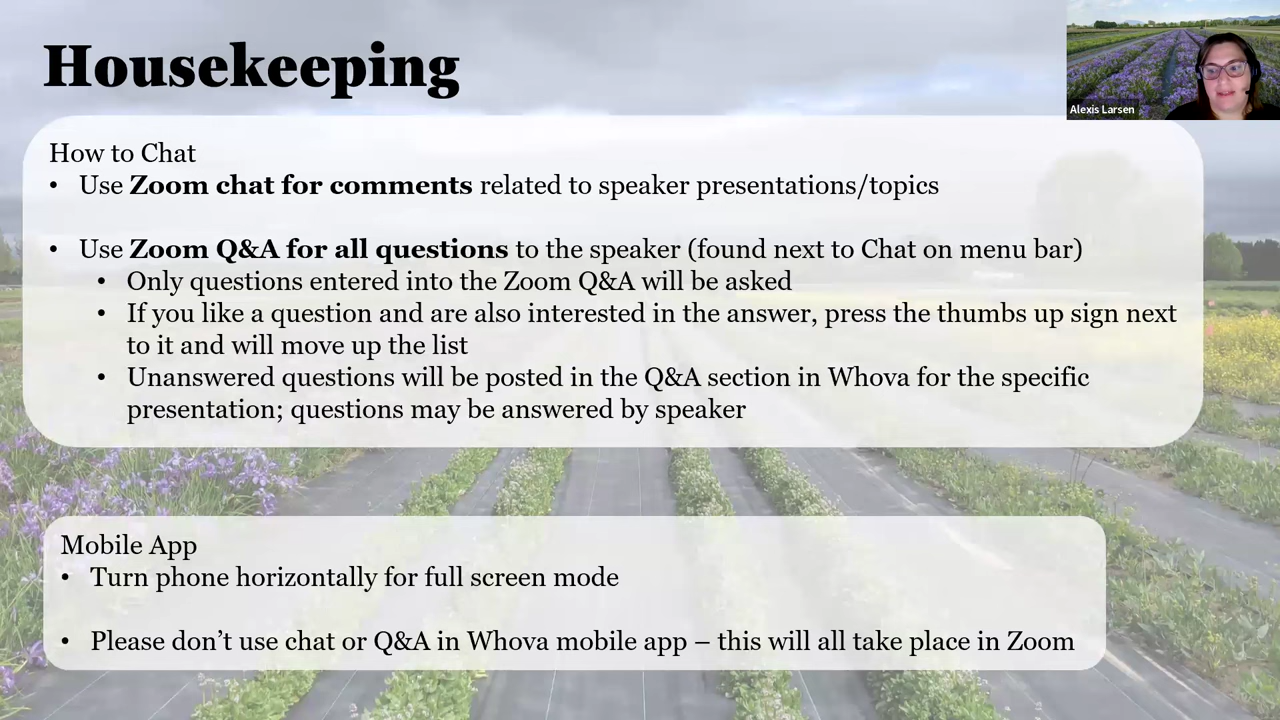 Housekeeping
Alexis Larsen
How to Chat
• Use Zoom chat for comments related to speaker presentations/topics
• Use Zoom Q&A for all questions to the speaker (found next to Chat on menu bar)
• Only questions entered into the Zoom Q&A will be asked
• If you like a question and are also interested in the answer, press the thumbs up sign next
to it and will move up the list
• Unanswered questions will be posted in the Q&A section in Whova for the specific
presentation; questions may be answered by speaker
Mobile App
• Turn phone horizontally for full screen mode
• Please don’t use chat or Q&A in Whova mobile app – this will all take place in Zoom